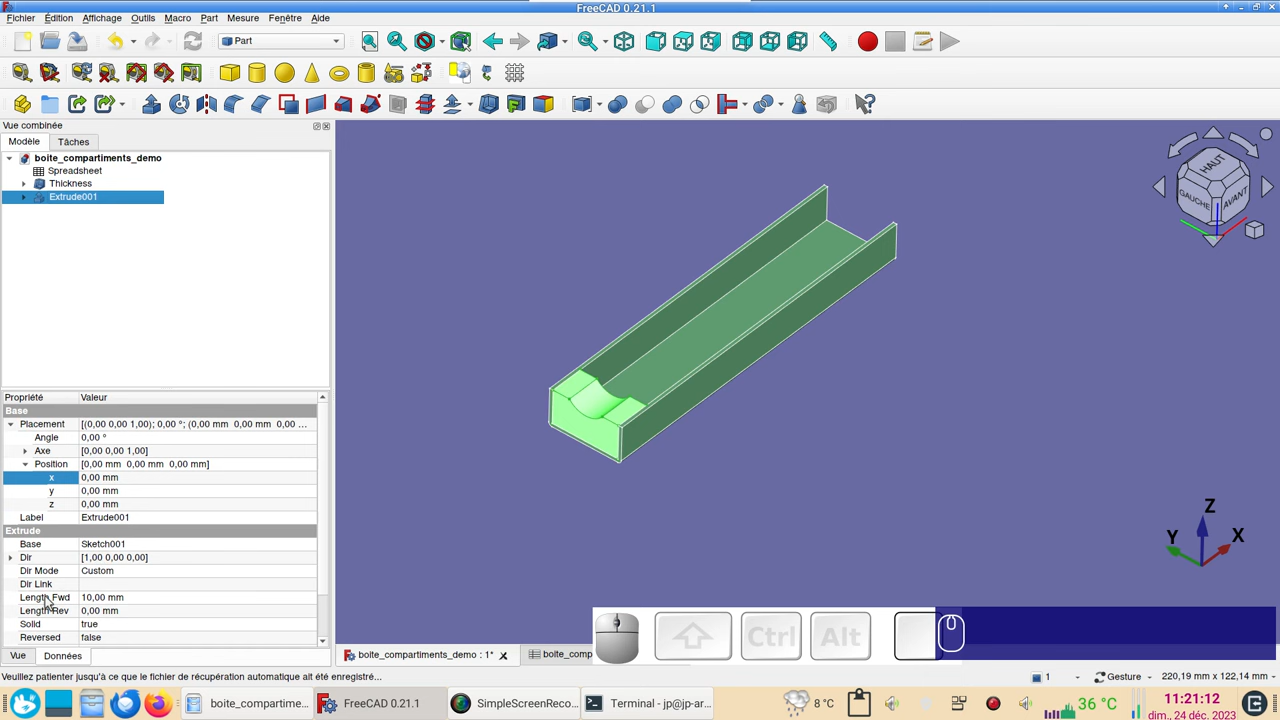 FreeCAD 0.21.1
Fichier Édition Affichage Outils Macro Part Mesure Fenêtre Aide
Part
Vue combinée
Modèle Tâches
boite_compartiments_demo
Spreadsheet
Thickness
Extrude001
HAUT
GAUCHE
AVANT
Propriété Valeur
Base
Placement [(0,00 0,00 1,00); 0,00 °; (0,00 mm 0,00 mm 0,00 ...
Angle 0,00 °
Axe [0,00 0,00 1,00]
Position [0,00 mm 0,00 mm 0,00 mm]
x 0,00 mm
y 0,00 mm
z 0,00 mm
Label Extrude001
Extrude
Base Sketch001
Dir [1,00 0,00 0,00]
Dir Mode Custom
Dir Link
Length Fwd 10,00 mm
Length Rev 0,00 mm
Solid true
Reversed false
Z
Y X
Ctrl Alt
Vue Données
boite_compartiments_demo : 1*
boite_comp
Veuillez patienter jusqu'à ce que le fichier de récupération automatique ait été enregistré...
1 Gesture 220,19 mm x 122,14 mm
boite_compartime...
FreeCAD 0.21.1
SimpleScreenReco...
Terminal - jp@jp-ar...
8 °C
36 °C
11:21:12
dim., 24 déc. 2023